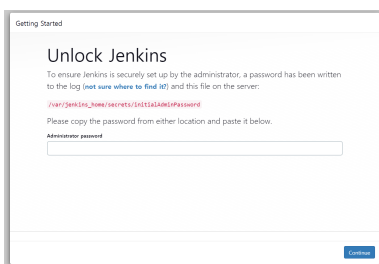 Getting Started
Unlock Jenkins
To ensure Jenkins is securely set up by the administrator, a password has been written
to the log (not sure where to find it?) and this file on the server:
/var/jenkins_home/secrets/initialAdminPassword
Please copy the password from either location and paste it below.
Administrator password
Continue